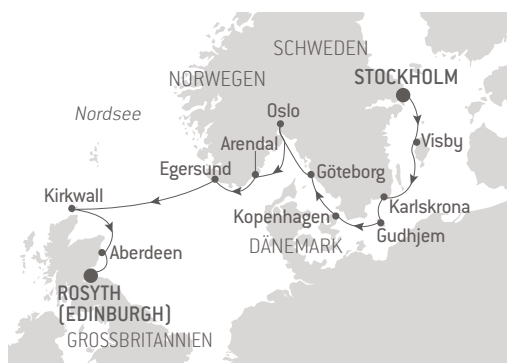 SCHWEDEN
STOCKHOLM
NORWEGEN
Nordsee
Oslo
Visby
Arendal
Egersund
Göteborg
Kirkwall
Karlskrona
Kopenhagen
Gudhjem
DÄNEMARK
Aberdeen
ROSYTH
(EDINBURGH)
GROSSBRITANNIEN